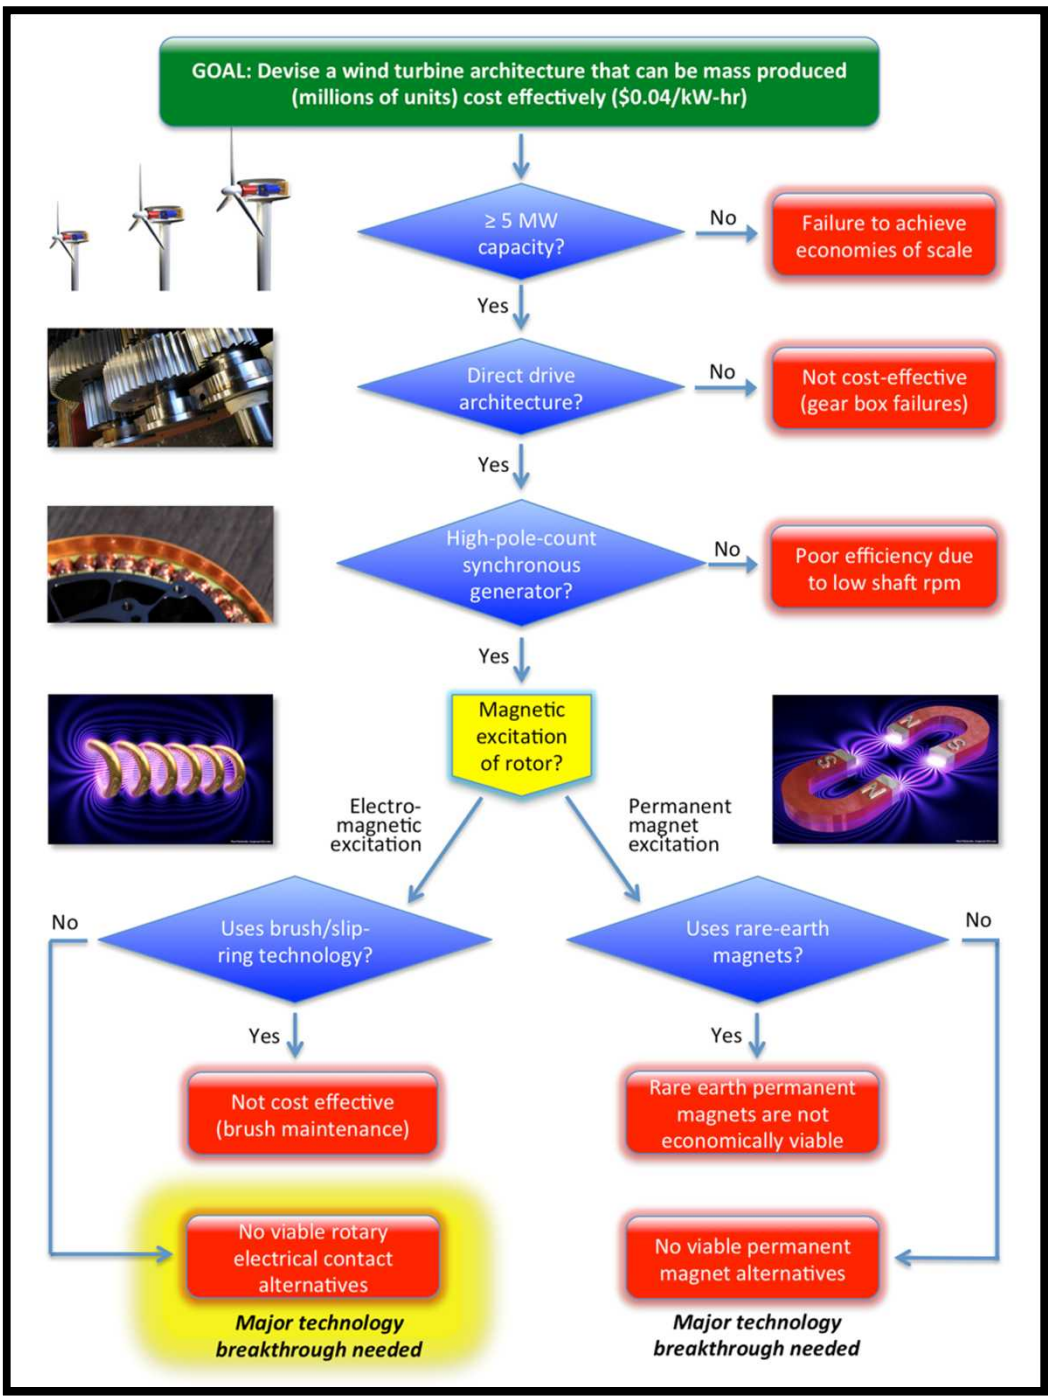 GOAL: Devise a wind turbine architecture that can be mass produced
(millions of units) cost effectively ($0.04/kW-hr)
≥ 5 MW
capacity?
No
Failure to achieve
economies of scale
Yes
Direct drive
architecture?
No
Not cost-effective
(gear box failures)
Yes
High-pole-count
synchronous
generator?
No
Poor efficiency due
to low shaft rpm
Yes
Magnetic
excitation
of rotor?
N
S
S
N
Electro-
magnetic
excitation
Permanent
magnet
excitation
No
Uses brush/slip-
ring technology?
Uses rare-earth
magnets?
No
Yes
Yes
Not cost effective
(brush maintenance)
Rare earth permanent
magnets are not
economically viable
No viable rotary
electrical contact
alternatives
No viable permanent
magnet alternatives
Major technology
breakthrough needed
Major technology
breakthrough needed